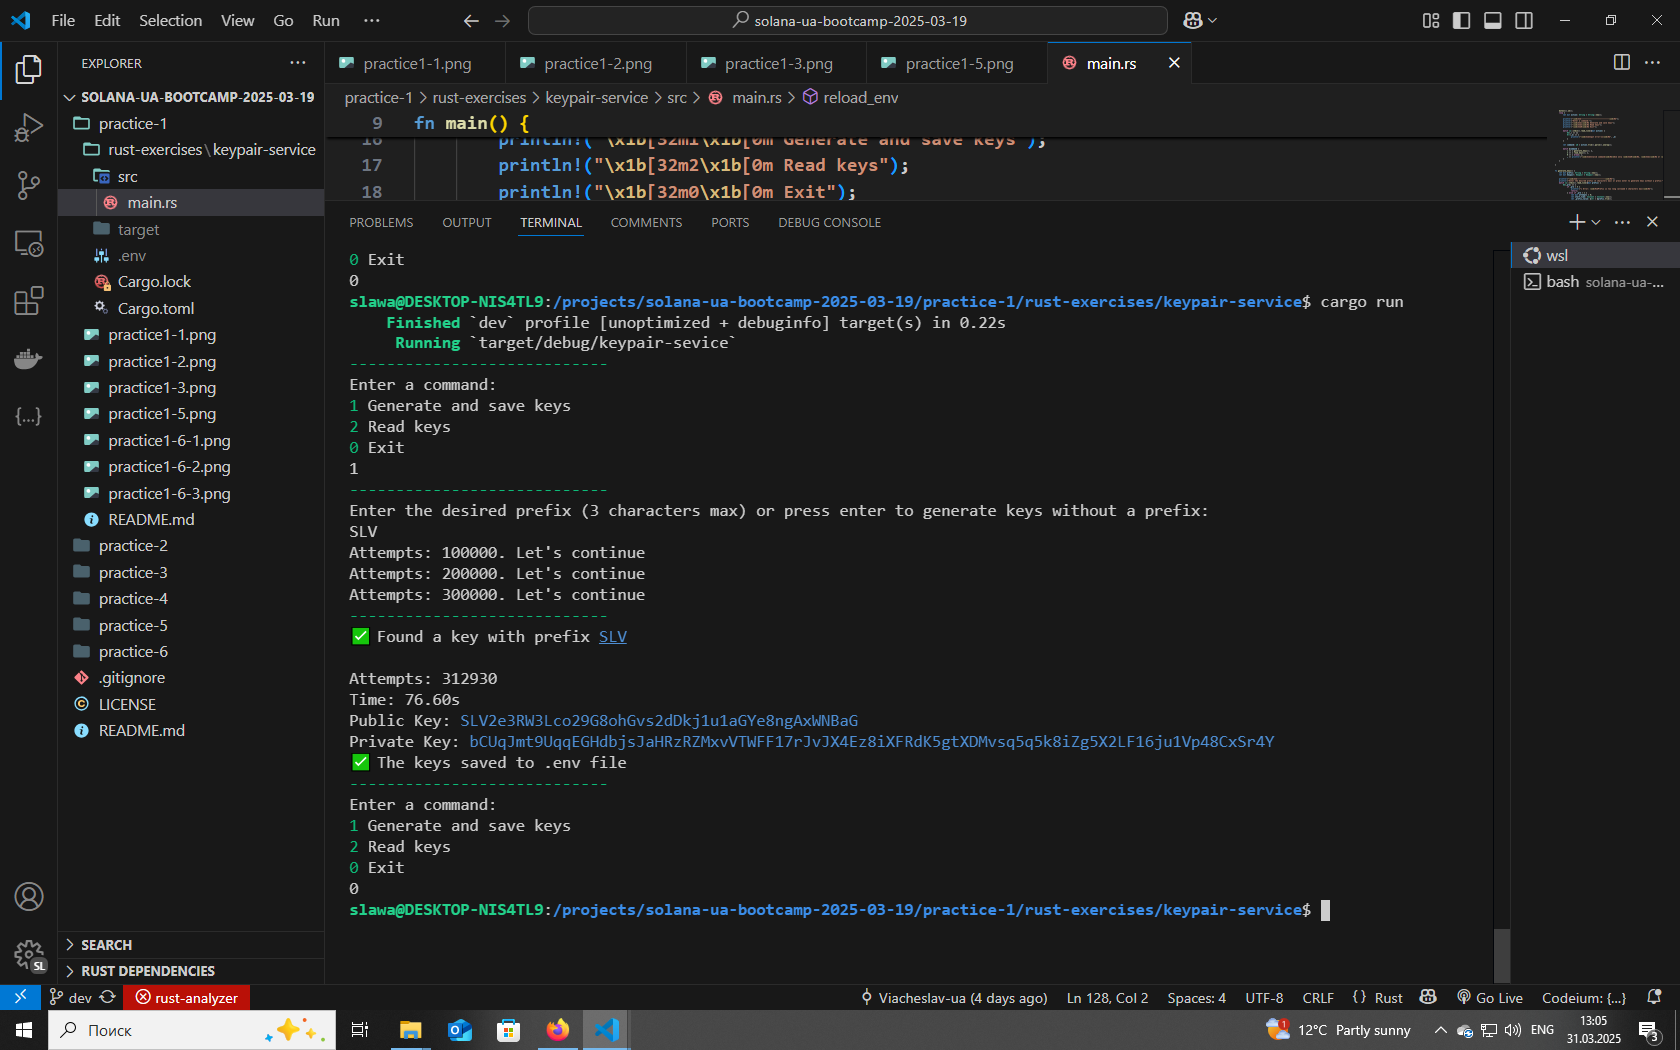 File Edit Selection View Go Run ···
solana-ua-bootcamp-2025-03-19
EXPLORER ···
SOLANA-UA-BOOTCAMP-2025-03-19
practice-1
rust-exercises\keypair-service
src
main.rs
target
.env
Cargo.lock
Cargo.toml
practice1-1.png
practice1-2.png
practice1-3.png
practice1-5.png
practice1-6-1.png
practice1-6-2.png
practice1-6-3.png
README.md
practice-2
practice-3
practice-4
practice-5
practice-6
.gitignore
LICENSE
README.md
SEARCH
RUST DEPENDENCIES
SL
practice1-1.png practice1-2.png practice1-3.png practice1-5.png main.rs
practice-1 > rust-exercises > keypair-service > src > main.rs > reload_env
9 fn main() {
16 println!("\x1b[32m1\x1b[0m Generate and save keys");
17 println!("\x1b[32m2\x1b[0m Read keys");
18 println!("\x1b[32m0\x1b[0m Exit");
PROBLEMS OUTPUT TERMINAL COMMENTS PORTS DEBUG CONSOLE
wsl
bash solana-ua-...
0 Exit
0
slawa@DESKTOP-NIS4TL9:/projects/solana-ua-bootcamp-2025-03-19/practice-1/rust-exercises/keypair-service$ cargo run
Finished `dev` profile [unoptimized + debuginfo] target(s) in 0.22s
Running `target/debug/keypair-sevice`
----------------------------
Enter a command:
1 Generate and save keys
2 Read keys
0 Exit
1
----------------------------
Enter the desired prefix (3 characters max) or press enter to generate keys without a prefix:
SLV
Attempts: 100000. Let's continue
Attempts: 200000. Let's continue
Attempts: 300000. Let's continue
----------------------------
✅ Found a key with prefix SLV
Attempts: 312930
Time: 76.60s
Public Key: SLV2e3RW3Lco29G8ohGvs2dDkj1u1aGYe8ngAxWNBaG
Private Key: bCUqJmt9UqqEGHdbjsJaHRzRZMxvVTWFF17rJvJX4Ez8iXFRdK5gtXDMvsq5q5k8iZg5X2LF16ju1Vp48CxSr4Y
✅ The keys saved to .env file
----------------------------
Enter a command:
1 Generate and save keys
2 Read keys
0 Exit
0
slawa@DESKTOP-NIS4TL9:/projects/solana-ua-bootcamp-2025-03-19/practice-1/rust-exercises/keypair-service$
dev rust-analyzer Viacheslav-ua (4 days ago) Ln 128, Col 2 Spaces: 4 UTF-8 CRLF {} Rust Go Live Codeium: {...}
Поиск 1 12°C Partly sunny ENG 13:05
31.03.2025 3